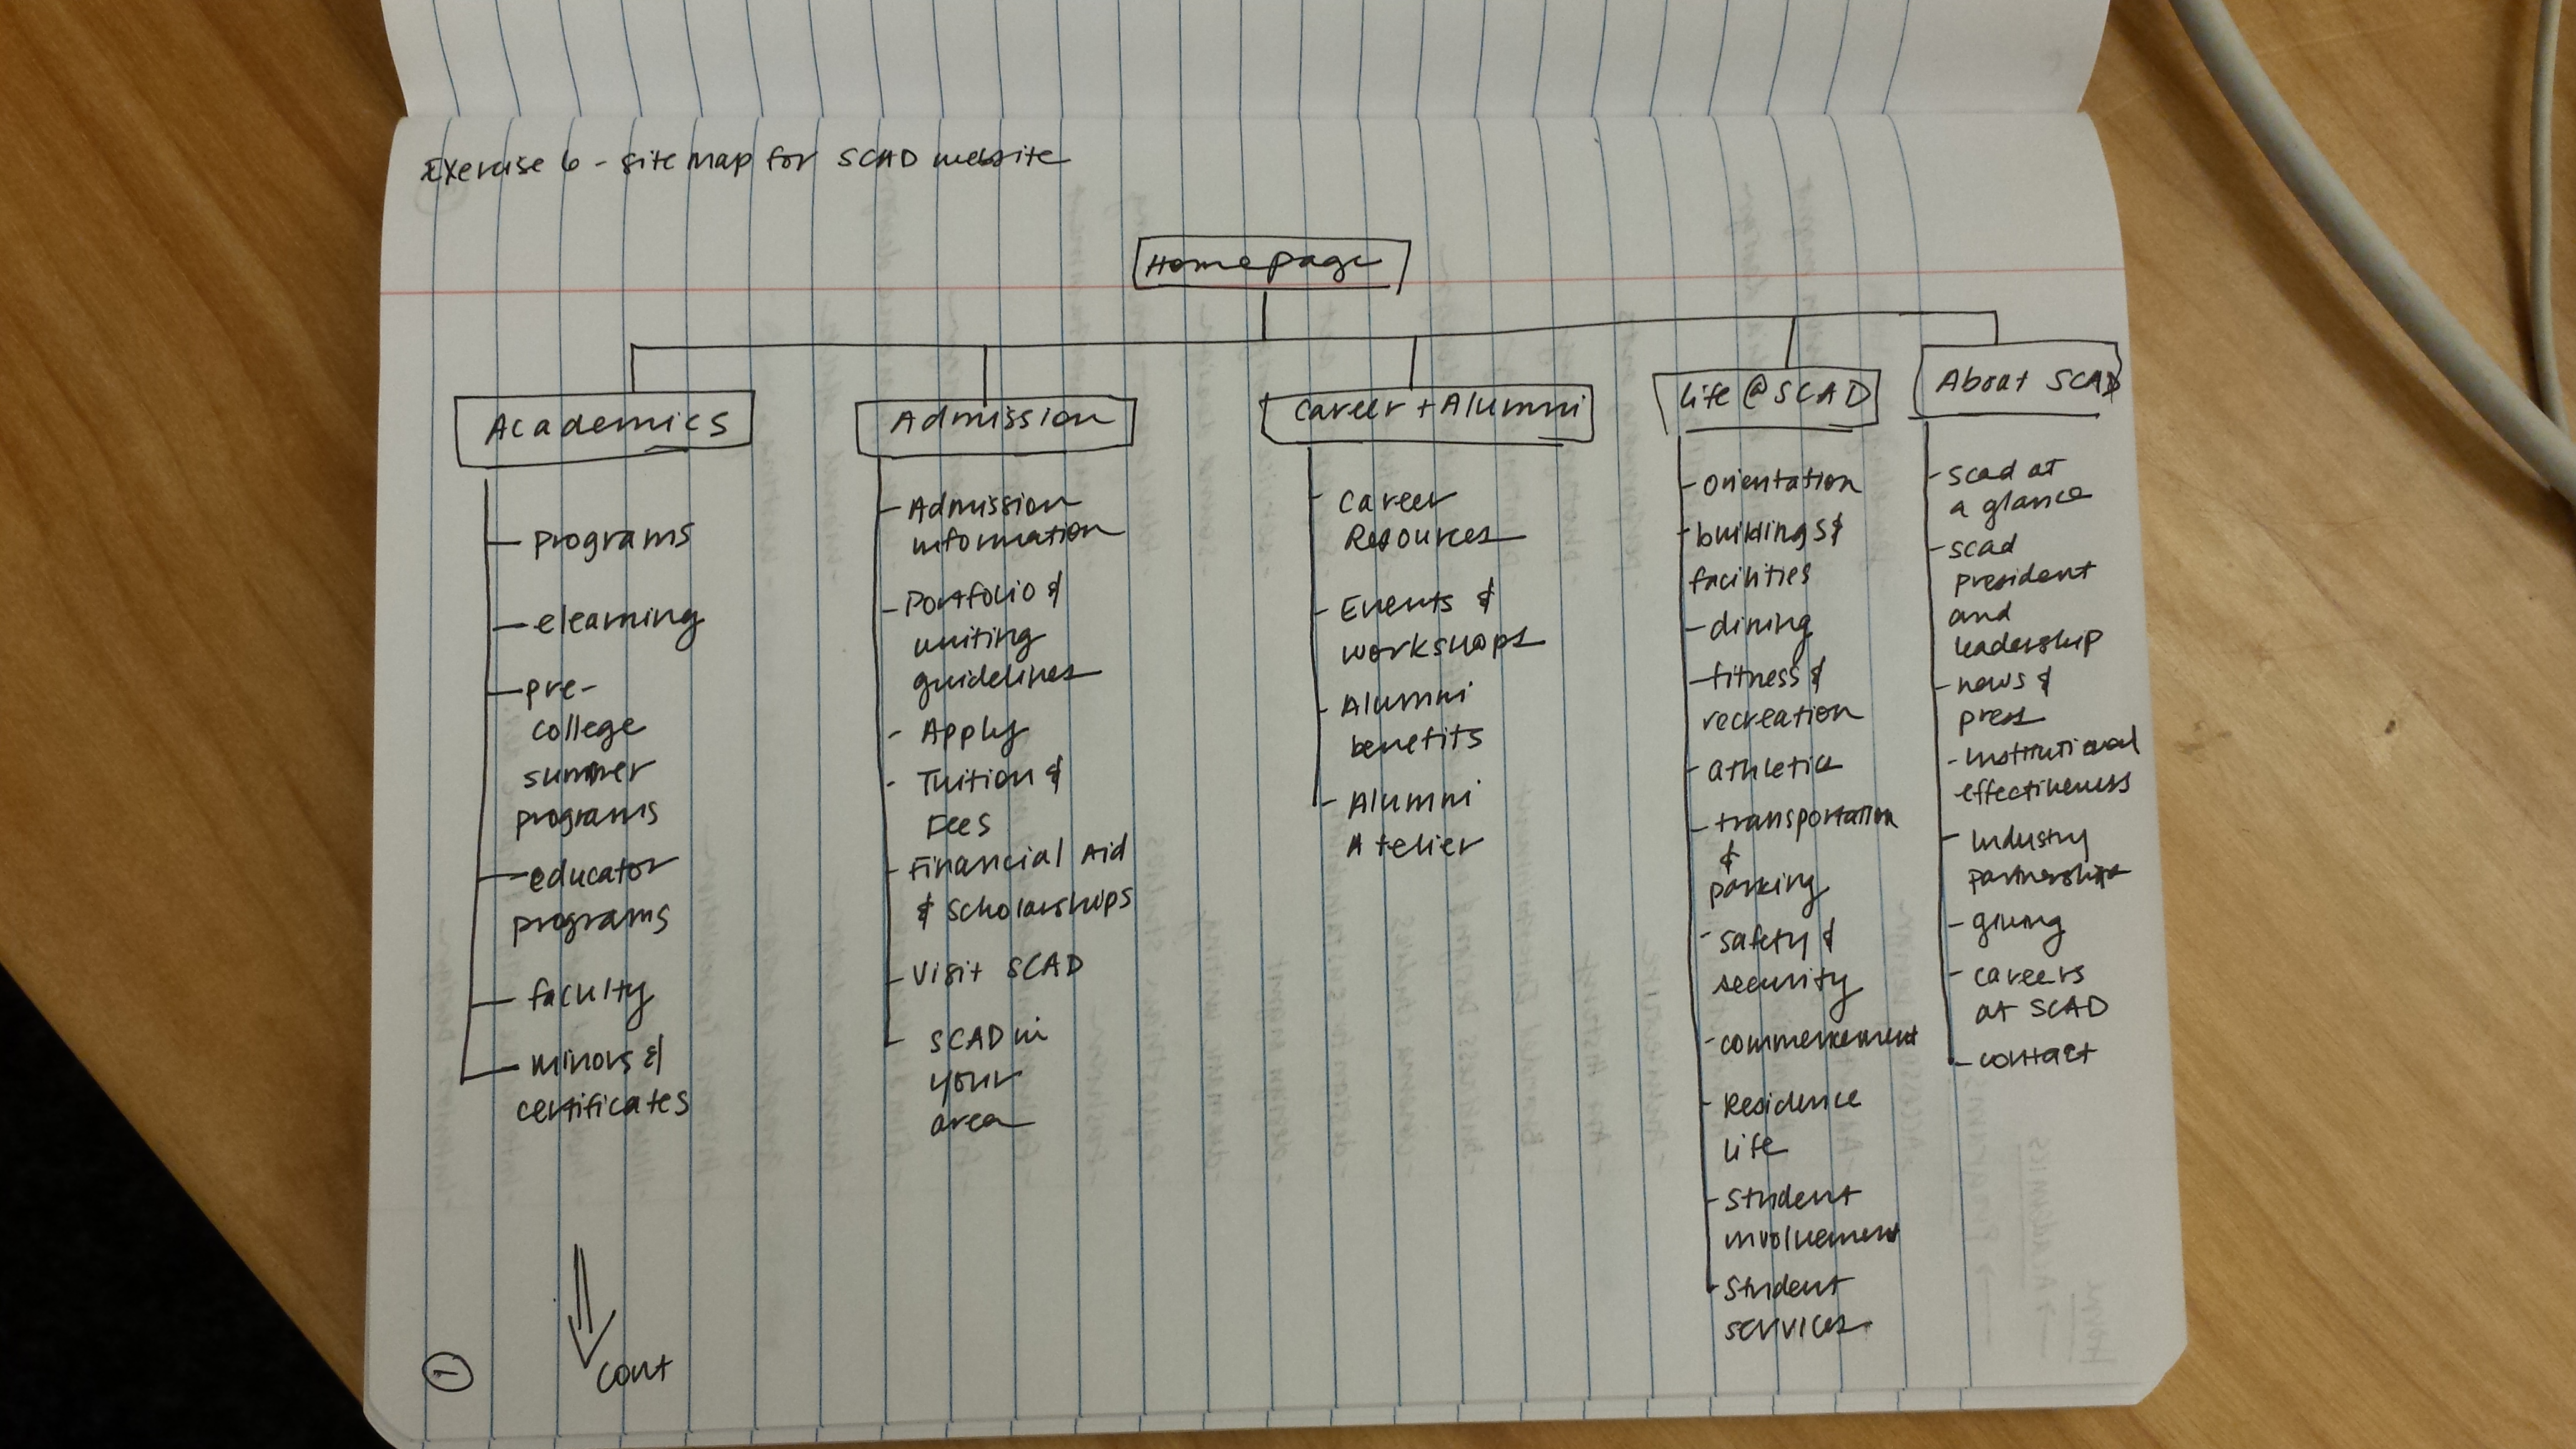 Exercise 6 - site map for SCAD website
Homepage
Academics
programs
elearning
pre-
college
summer
programs
educator
programs
faculty
minors &
certificates
Admission
- Admission
information
- Portfolio &
writing
guidelines
- Apply
- Tuition &
Fees
- Financial Aid
& Scholarships
- Visit SCAD
- SCAD in
your
area
Career + Alumni
- Career
Resources
- Events &
workshops
- Alumni
benefits
- Alumni
Atelier
life @ SCAD
- orientation
- buildings &
facilities
- dining
- fitness &
recreation
- athletics
- transportation
&
parking
- safety &
security
- commencement
- Residence
life
- Student
involvement
- Student
services
About SCAD
- scad at
a glance
- scad
president
and
leadership
- news &
press
- institutional
effectiveness
- Industry
partnerships
- giving
- careers
at SCAD
- contact
cont
1